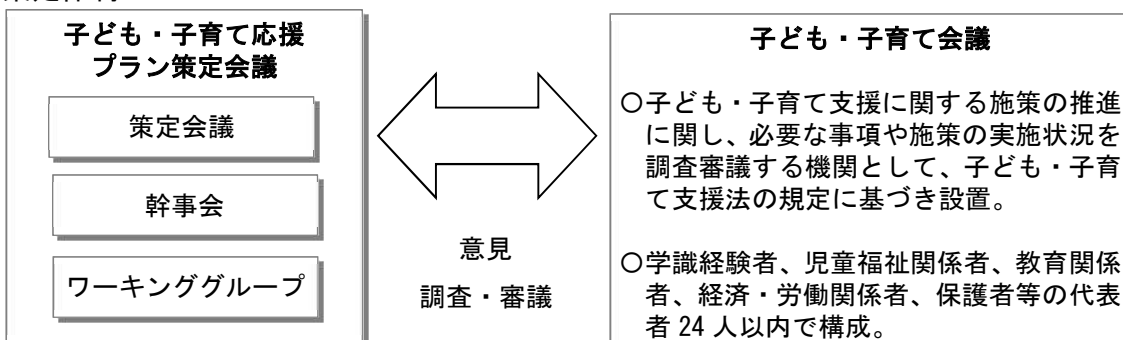 子ども・子育て応援
プラン策定会議
策定会議
幹事会
ワーキンググループ
意見
調査・審議
子ども・子育て会議
○子ども・子育て支援に関する施策の推進
に関し、必要な事項や施策の実施状況を
調査審議する機関として、子ども・子育
て支援法の規定に基づき設置。
○学識経験者、児童福祉関係者、教育関係
者、経済・労働関係者、保護者等の代表
者 24 人以内で構成。